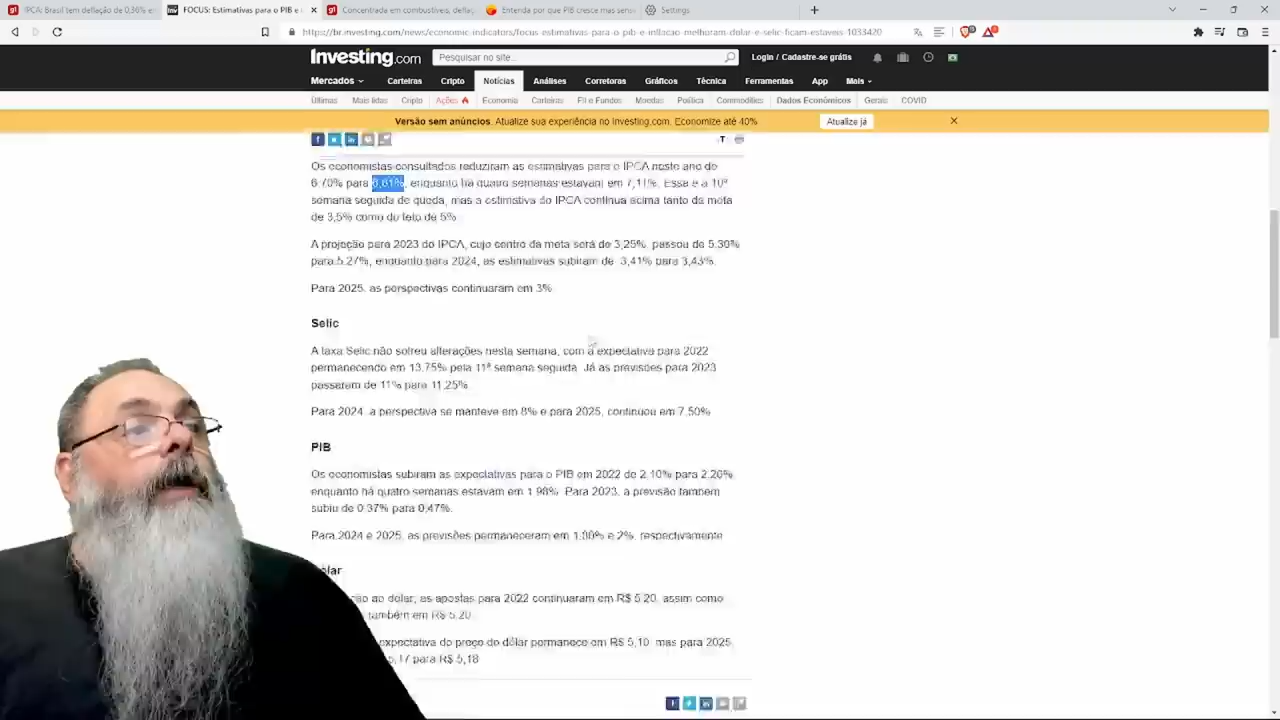 IPCA: Brasil tem deflação de 0,36% em
FOCUS: Estimativas para o PIB e i
Concentrada em combustíveis, deflaç
Entenda por que PIB cresce mas sens
Settings
https://br.investing.com/news/economic-indicators/focus-estimativas-para-o-pib-e-inflacao-melhoram-dolar-e-selic-ficam-estaveis-1033420
Investing.com
Pesquisar no site...
Login / Cadastre-se grátis
Mercados Carteiras Cripto Notícias Análises Corretoras Gráficos Técnica Ferramentas App Mais
Últimas Mais lidas Cripto Ações Economia Carteiras FII e Fundos Moedas Política Commodities Dados Econômicos Gerais COVID
Versão sem anúncios. Atualize sua experiência no Investing.com. Economize até 40%
Atualize já
Os economistas consultados reduziram as estimativas para o IPCA neste ano de
6,70% para 6,61%, enquanto há quatro semanas estavam em 7,11%. Essa é a 10ª
semana seguida de queda, mas a estimativa do IPCA continua acima tanto da meta
de 3,5% como do teto de 5%
A projeção para 2023 do IPCA, cujo centro da meta será de 3,25%, passou de 5,30%
para 5,27%, enquanto para 2024, as estimativas subiram de 3,41% para 3,43%.
Para 2025, as perspectivas continuaram em 3%
Selic
A taxa Selic não sofreu alterações nesta semana, com a expectativa para 2022
permanecendo em 13,75% pela 11ª semana seguida. Já as previsões para 2023
passaram de 11% para 11,25%
Para 2024, a perspectiva se manteve em 8% e para 2025, continuou em 7,50%
PIB
Os economistas subiram as expectativas para o PIB em 2022 de 2,10% para 2,26%
enquanto há quatro semanas estavam em 1,98%. Para 2023, a previsão também
subiu de 0,37% para 0,47%.
Para 2024 e 2025, as previsões permaneceram em 1,80% e 2%, respectivamente
ólar
ão ao dólar, as apostas para 2022 continuaram em R$ 5,20, assim como
também em R$ 5,20
expectativa do preço do dólar permanece em R$ 5,10, mas para 2025,
,17 para R$ 5,18